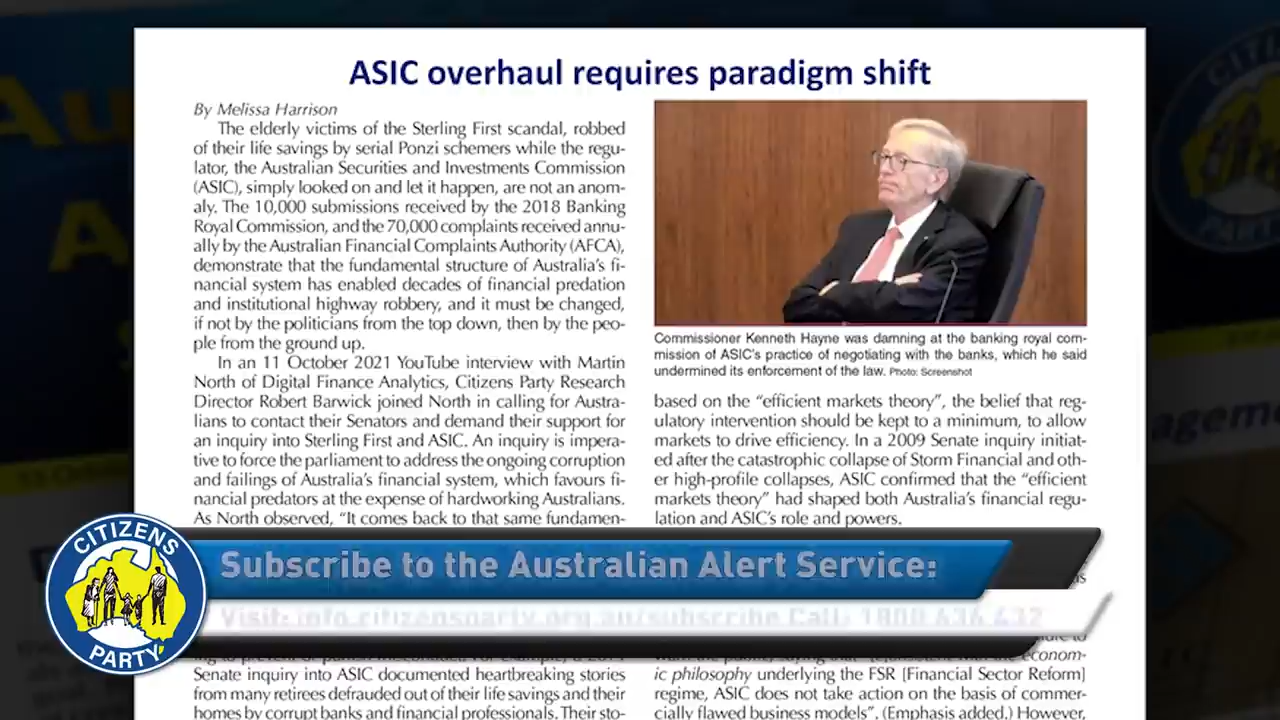 ASIC overhaul requires paradigm shift
By Melissa Harrison
The elderly victims of the Sterling First scandal, robbed
of their life savings by serial Ponzi schemers while the regu-
lator, the Australian Securities and Investments Commission
(ASIC), simply looked on and let it happen, are not an anom-
aly. The 10,000 submissions received by the 2018 Banking
Royal Commission, and the 70,000 complaints received annu-
ally by the Australian Financial Complaints Authority (AFCA),
demonstrate that the fundamental structure of Australia's fi-
nancial system has enabled decades of financial predation
and institutional highway robbery, and it must be changed,
if not by the politicians from the top down, then by the peo-
ple from the ground up.
In an 11 October 2021 YouTube interview with Martin
North of Digital Finance Analytics, Citizens Party Research
Director Robert Barwick joined North in calling for Austra-
lians to contact their Senators and demand their support for
an inquiry into Sterling First and ASIC. An inquiry is impera-
tive to force the parliament to address the ongoing corruption
and failings of Australia's financial system, which favours fi-
nancial predators at the expense of hardworking Australians.
As North observed, "It comes back to that same fundamen-
Senate inquiry into ASIC documented heartbreaking stories
from many retirees defrauded out of their life savings and their
homes by corrupt banks and financial professionals. Their sto-
Commissioner Kenneth Hayne was damning at the banking royal com-
mission of ASIC's practice of negotiating with the banks, which he said
undermined its enforcement of the law. Photo: Screenshot
based on the "efficient markets theory", the belief that reg-
ulatory intervention should be kept to a minimum, to allow
markets to drive efficiency. In a 2009 Senate inquiry initiat-
ed after the catastrophic collapse of Storm Financial and oth-
er high-profile collapses, ASIC confirmed that the "efficient
markets theory" had shaped both Australia's financial regu-
lation and ASIC's role and powers.
econom-
ic philosophy underlying the FSR [Financial Sector Reform]
regime, ASIC does not take action on the basis of commer-
cially flawed business models". (Emphasis added.) However,
CITIZENS
PARTY
Subscribe to the Australian Alert Service:
Visit:
1800 636 432
CITIZENS
PARTY
ageme